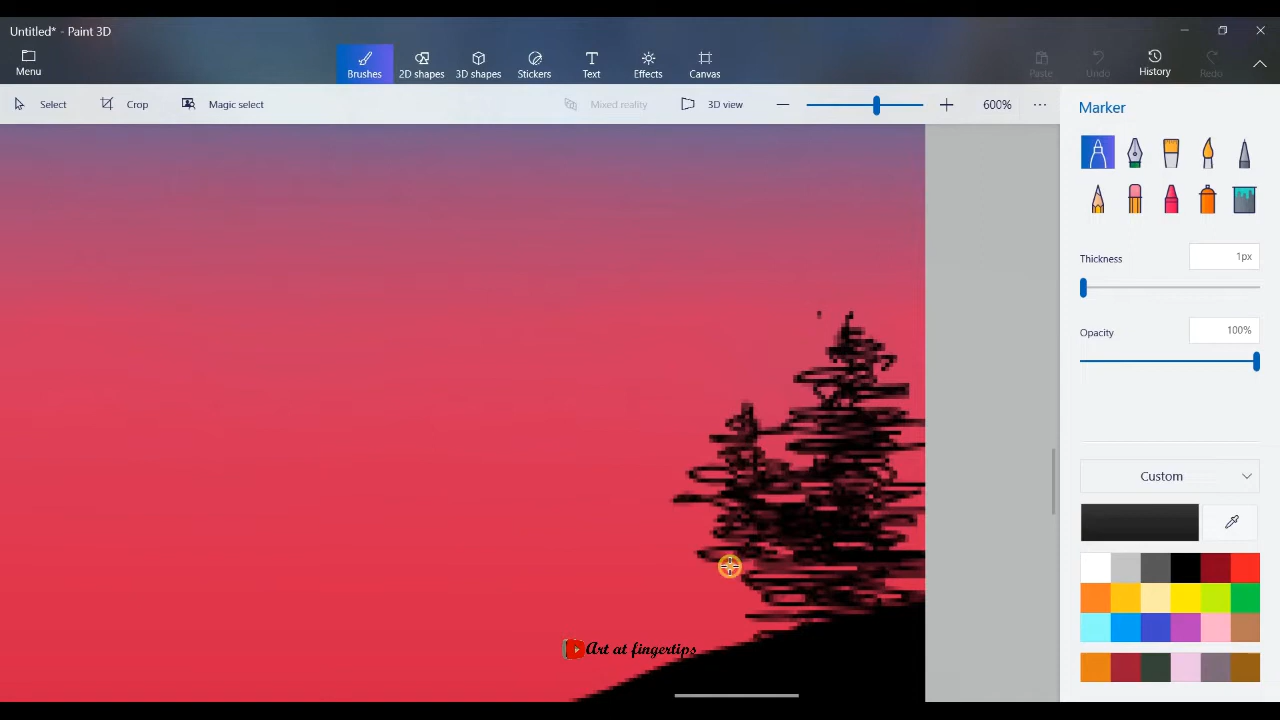 Untitled* - Paint 3D
Menu
Brushes
2D shapes
3D shapes
Stickers
Text
Effects
Canvas
Paste
Undo
History
Redo
Select
Crop
Magic select
Mixed reality
3D view
600%
Marker
Thickness
1px
Opacity
100%
Custom
Art at fingertips